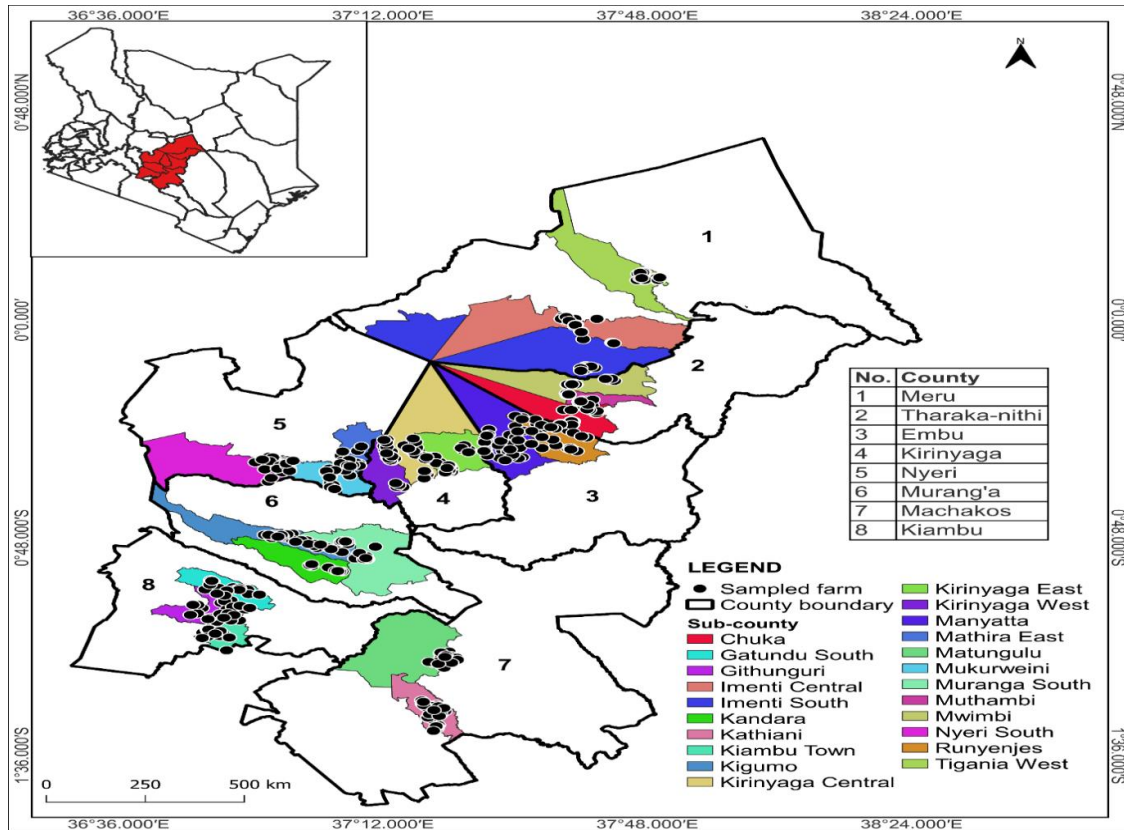 36°36.000'E 37°12.000'E 37°48.000'E 38°24.000'E
N
0°48.000'N 0°48.000'N
0°0.000' 0°0.000'
0°48.000'S 0°48.000'S
1°36.000'S 1°36.000'S
1
2
3
4
5
6
7
8
No. County
1 Meru
2 Tharaka-nithi
3 Embu
4 Kirinyaga
5 Nyeri
6 Murang'a
7 Machakos
8 Kiambu
LEGEND
Sampled farm
County boundary
Sub-county
Chuka
Gatundu South
Githunguri
Imenti Central
Imenti South
Kandara
Kathiani
Kiambu Town
Kigumo
Kirinyaga Central
Kirinyaga East
Kirinyaga West
Manyatta
Mathira East
Matungulu
Mukurweini
Muranga South
Muthambi
Mwimbi
Nyeri South
Runyenjes
Tigania West
0 250 500 km
36°36.000'E 37°12.000'E 37°48.000'E 38°24.000'E